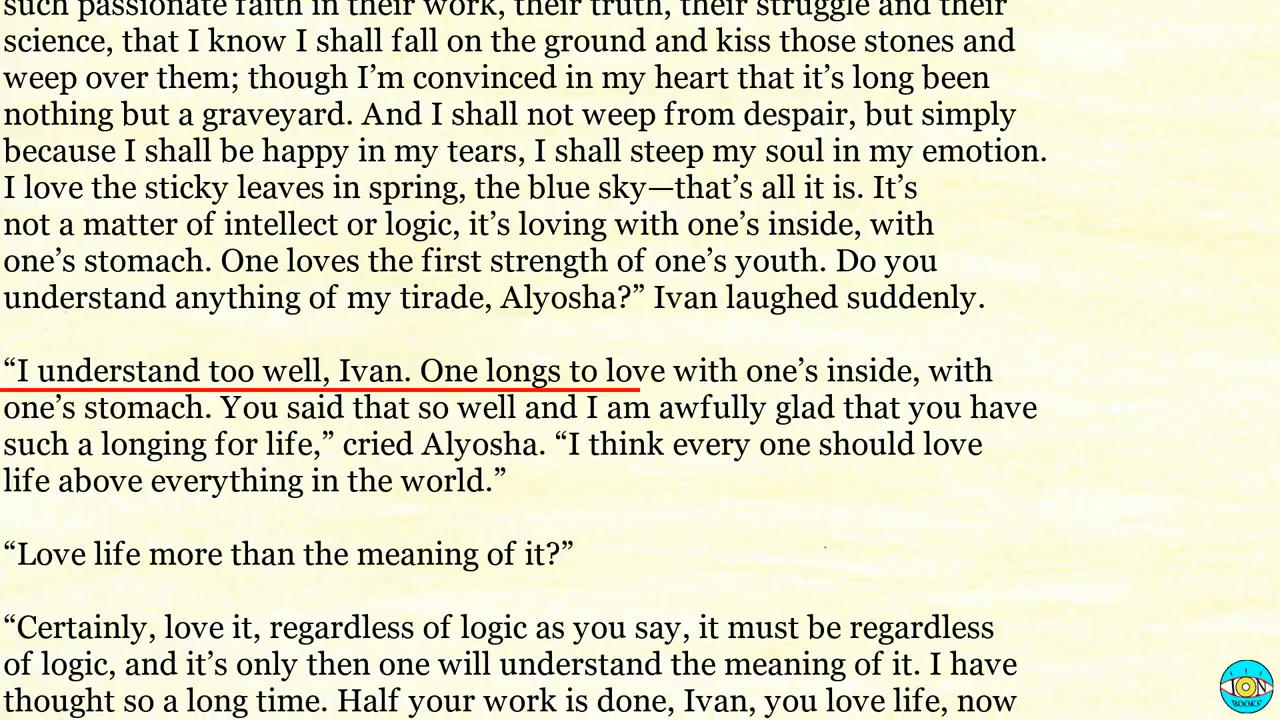 such passionate faith in their work, their truth, their struggle and their
science, that I know I shall fall on the ground and kiss those stones and
weep over them; though I’m convinced in my heart that it’s long been
nothing but a graveyard. And I shall not weep from despair, but simply
because I shall be happy in my tears, I shall steep my soul in my emotion.
I love the sticky leaves in spring, the blue sky—that’s all it is. It’s
not a matter of intellect or logic, it’s loving with one’s inside, with
one’s stomach. One loves the first strength of one’s youth. Do you
understand anything of my tirade, Alyosha?” Ivan laughed suddenly.
“I understand too well, Ivan. One longs to love with one’s inside, with
one’s stomach. You said that so well and I am awfully glad that you have
such a longing for life,” cried Alyosha. “I think every one should love
life above everything in the world.”
“Love life more than the meaning of it?”
“Certainly, love it, regardless of logic as you say, it must be regardless
of logic, and it’s only then one will understand the meaning of it. I have
thought so a long time. Half your work is done, Ivan, you love life, now
ION
BOOKS